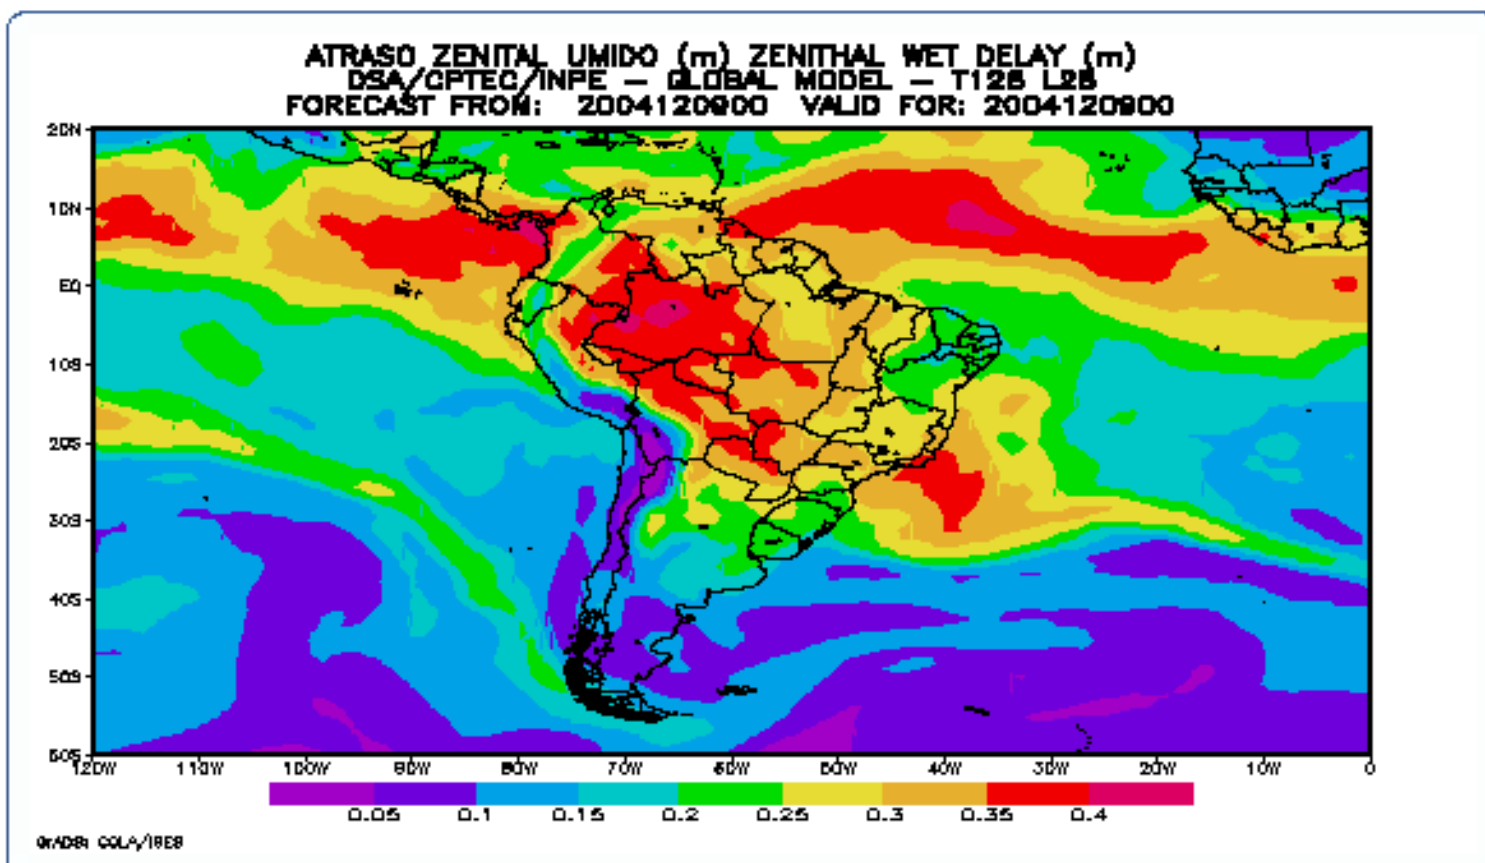 ATRASO ZENITAL UMIDO (m) ZENITHAL WET DELAY (m)
DSA/CPTEC/INPE — GLOBAL MODEL — T126 L28
FORECAST FROM: 2004120900 VALID FOR: 2004120900
20N
10N
EQ
10S
20S
30S
40S
50S
60S
120W 110W 100W 90W 80W 70W 60W 50W 40W 30W 20W 10W 0
0.05 0.1 0.15 0.2 0.25 0.3 0.35 0.4
GrADS: COLA/IGES